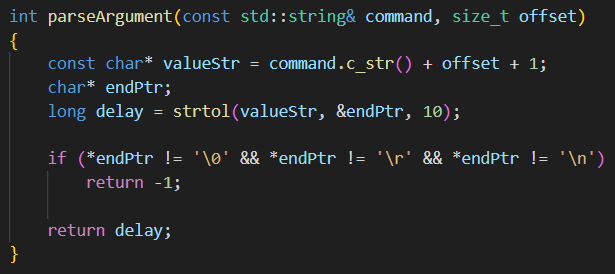 int parseArgument(const std::string& command, size_t offset)
{
    const char* valueStr = command.c_str() + offset + 1;
    char* endPtr;
    long delay = strtol(valueStr, &endPtr, 10);

    if (*endPtr != '\0' && *endPtr != '\r' && *endPtr != '\n')
        return -1;

    return delay;
}